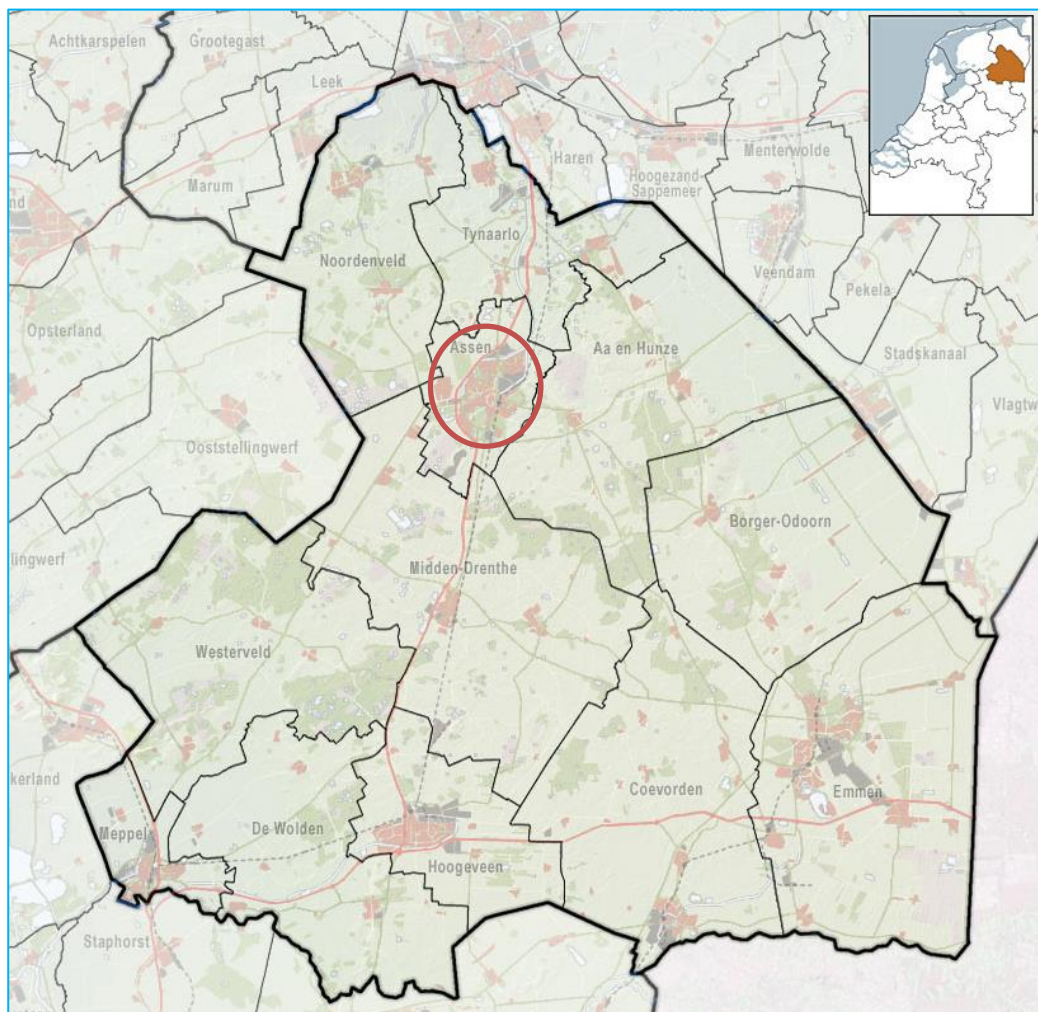 Achtkarspelen
Grootegast
Leek
Marum
Haren
Hoogezand-
Sappemeer
Menterwolde
Tynaarlo
Noordenveld
Veendam
Pekela
Opsterland
Assen
Aa en Hunze
Stadskanaal
Vlagtw
Ooststellingwerf
Borger-Odoorn
llingwerf
Midden-Drenthe
Westerveld
kerland
Coevorden
Emmen
Meppel
De Wolden
Hoogeveen
Staphorst